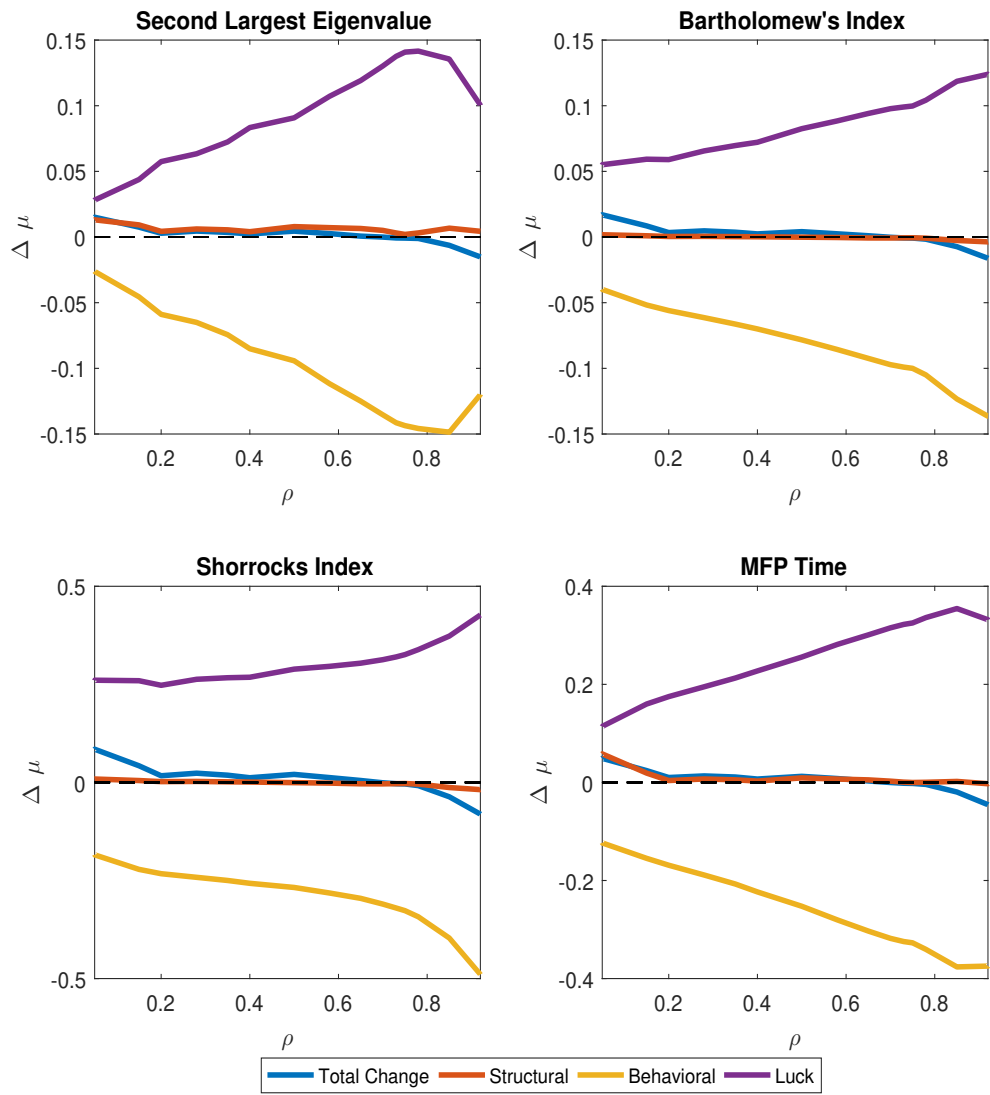 Second Largest Eigenvalue
0.15
0.1
0.05
0
-0.05
-0.1
-0.15
Δ μ
0.2 0.4 0.6 0.8
ρ
Bartholomew's Index
0.15
0.1
0.05
0
-0.05
-0.1
-0.15
Δ μ
0.2 0.4 0.6 0.8
ρ
Shorrocks Index
0.5
0
-0.5
Δ μ
0.2 0.4 0.6 0.8
ρ
MFP Time
0.4
0.2
0
-0.2
-0.4
Δ μ
0.2 0.4 0.6 0.8
ρ
Total Change Structural Behavioral Luck